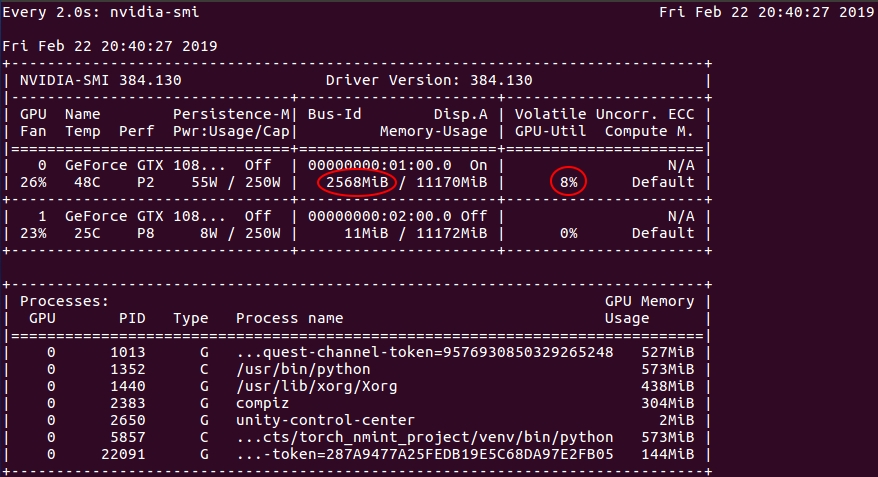 Every 2.0s: nvidia-smi                                                   Fri Feb 22 20:40:27 2019

Fri Feb 22 20:40:27 2019
+-----------------------------------------------------------------------------+
| NVIDIA-SMI 384.130                Driver Version: 384.130                   |
|-------------------------------+----------------------+----------------------+
| GPU  Name        Persistence-M| Bus-Id        Disp.A | Volatile Uncorr. ECC |
| Fan  Temp  Perf  Pwr:Usage/Cap|         Memory-Usage | GPU-Util  Compute M. |
|===============================+======================+======================|
|   0  GeForce GTX 108...  Off  | 00000000:01:00.0  On |                  N/A |
| 26%   48C    P2    55W / 250W |   2568MiB / 11170MiB |      8%      Default |
+-------------------------------+----------------------+----------------------+
|   1  GeForce GTX 108...  Off  | 00000000:02:00.0 Off |                  N/A |
| 23%   25C    P8     8W / 250W |     11MiB / 11172MiB |      0%      Default |
+-------------------------------+----------------------+----------------------+

+-----------------------------------------------------------------------------+
| Processes:                                                       GPU Memory |
|  GPU       PID   Type   Process name                             Usage      |
|=============================================================================|
|    0      1013      G   ...quest-channel-token=9576930850329265248   527MiB |
|    0      1352      C   /usr/bin/python                              573MiB |
|    0      1440      G   /usr/lib/xorg/Xorg                           438MiB |
|    0      2383      G   compiz                                       304MiB |
|    0      2650      G   unity-control-center                           2MiB |
|    0      5857      C   ...cts/torch_nmint_project/venv/bin/python   573MiB |
|    0     22091      G   ...-token=287A9477A25FEDB19E5C68DA97E2FB05   144MiB |
+-----------------------------------------------------------------------------+